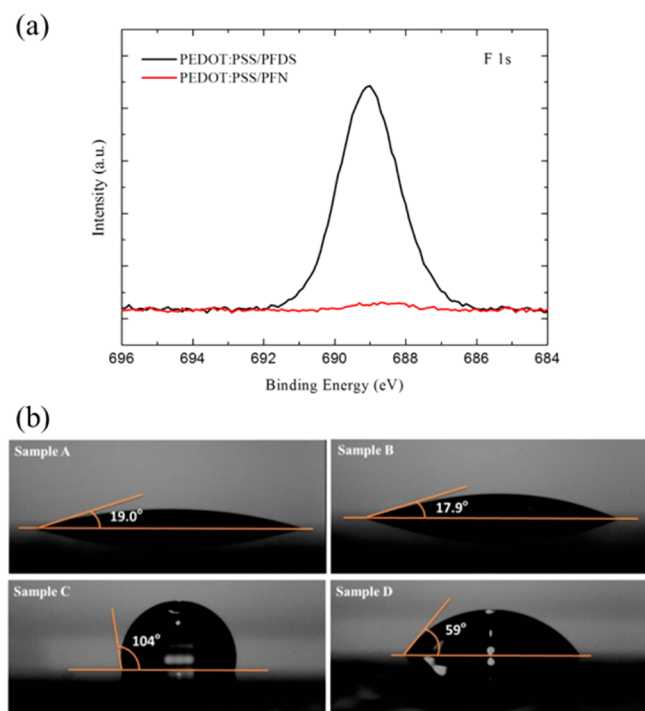 (a)
PEDOT:PSS/PFDS
PEDOT:PSS/PFN
F 1s
Intensity (a.u.)
696 694 692 690 688 686 684
Binding Energy (eV)
(b)
Sample A
19.0°
Sample B
17.9°
Sample C
104°
Sample D
59°